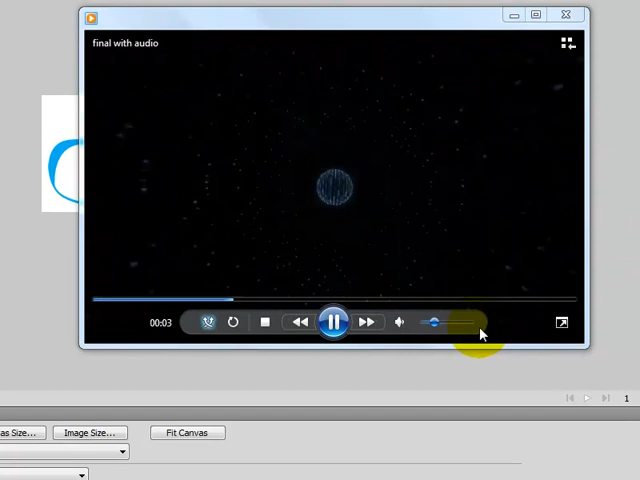 final with audio
00:03
1
as Size...
Image Size...
Fit Canvas